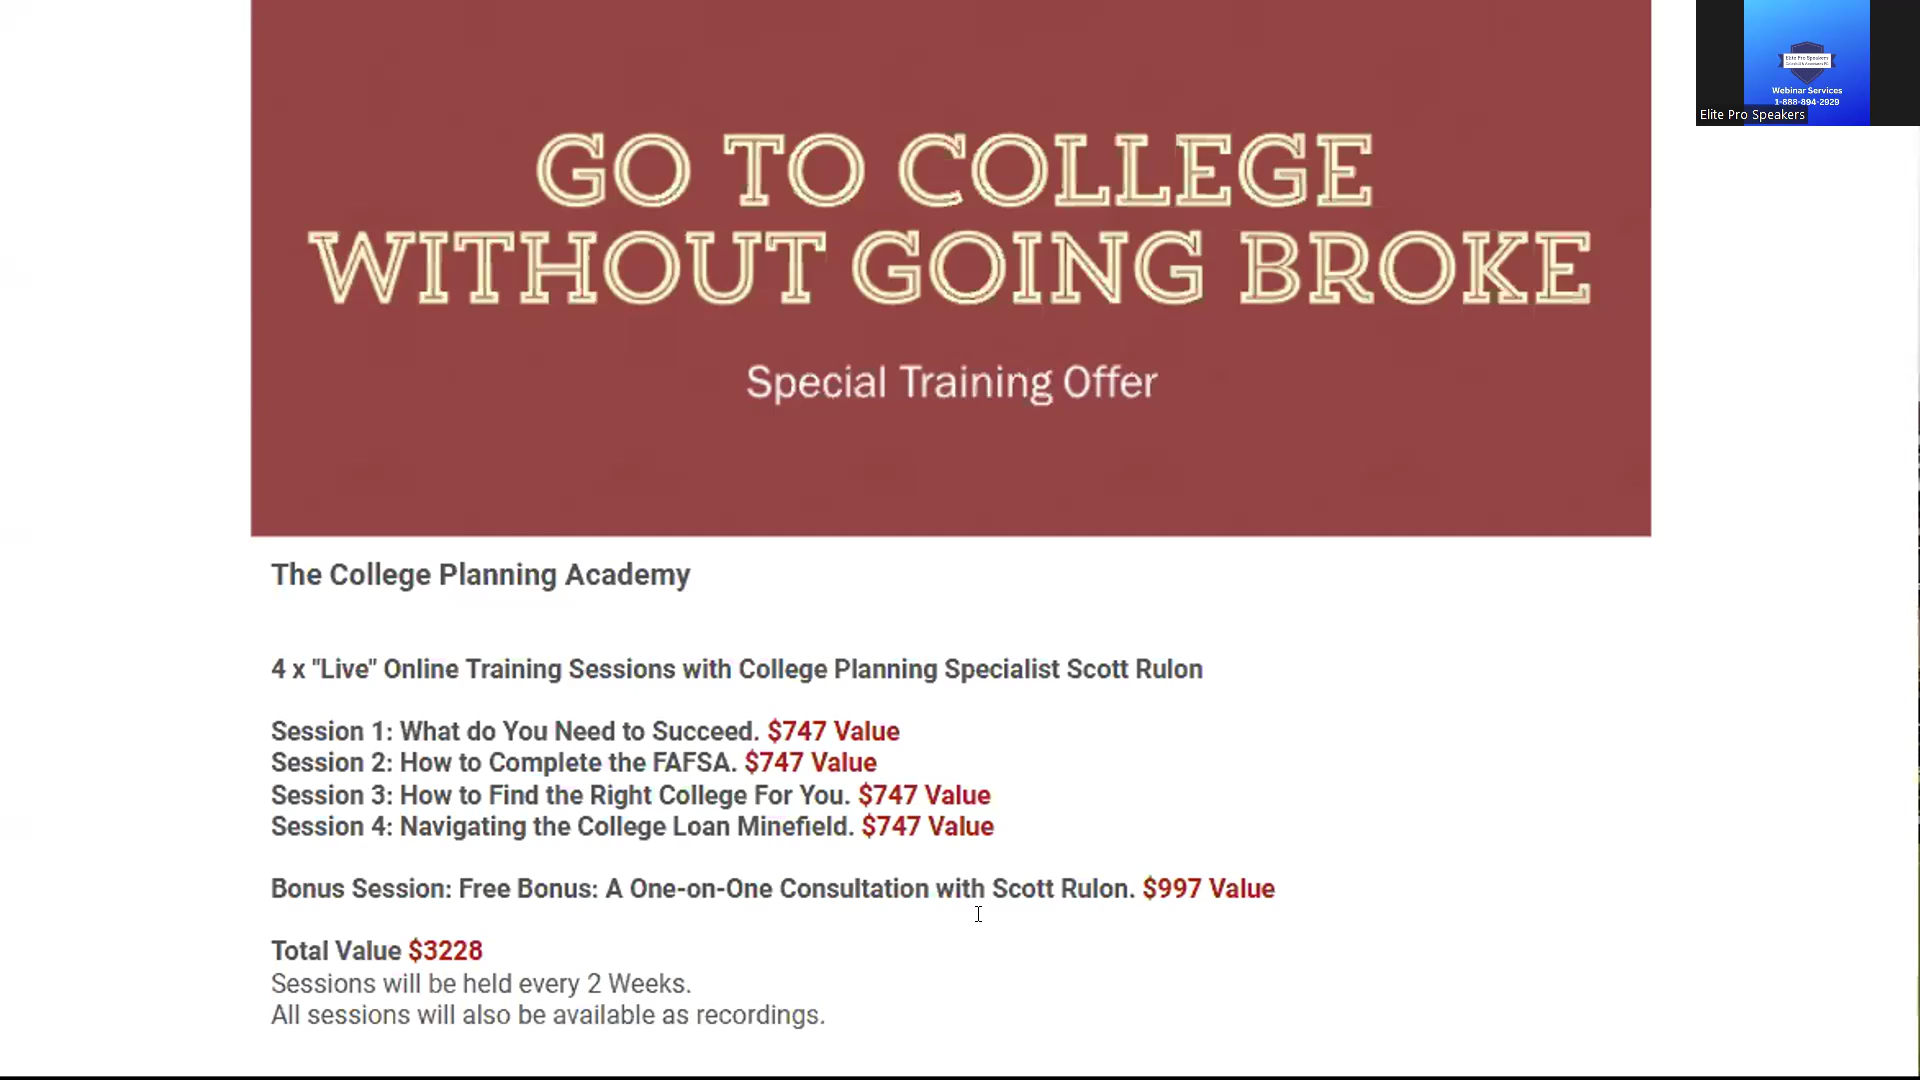 GO TO COLLEGE
WITHOUT GOING BROKE
Special Training Offer
Elite Pro Speakers
Webinar Services
1-888-894-2929
Elite Pro Speakers
The College Planning Academy
4 x "Live" Online Training Sessions with College Planning Specialist Scott Rulon
Session 1: What do You Need to Succeed. $747 Value
Session 2: How to Complete the FAFSA. $747 Value
Session 3: How to Find the Right College For You. $747 Value
Session 4: Navigating the College Loan Minefield. $747 Value
Bonus Session: Free Bonus: A One-on-One Consultation with Scott Rulon. $997 Value
Total Value $3228
Sessions will be held every 2 Weeks.
All sessions will also be available as recordings.